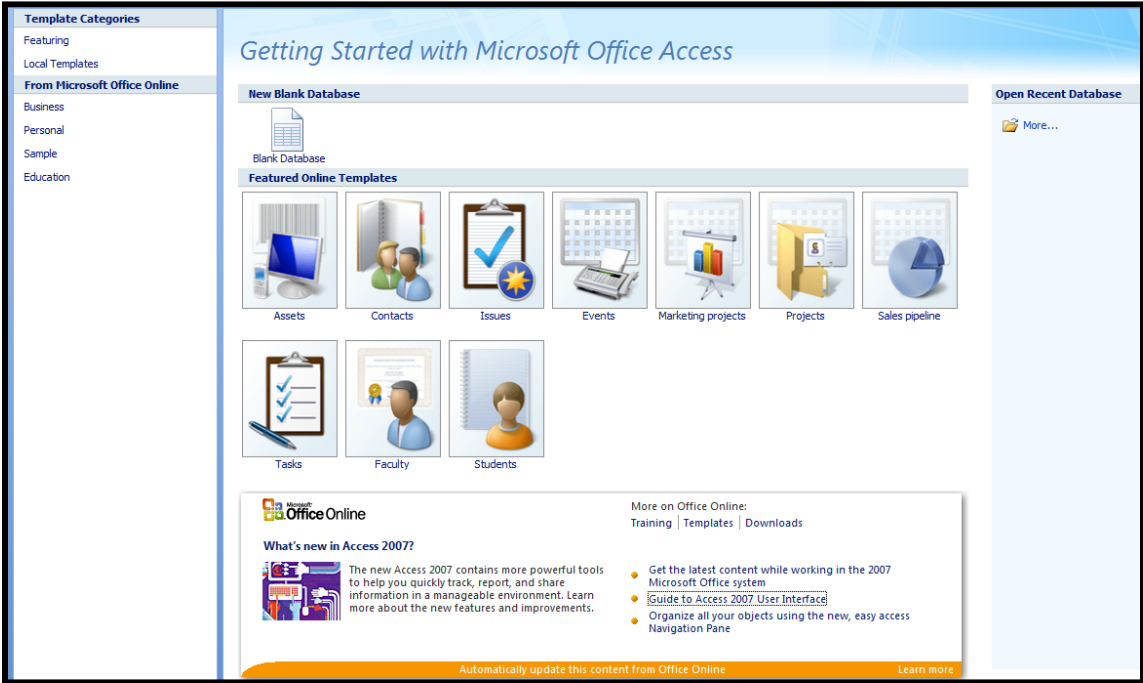 Template Categories
Featuring
Local Templates
From Microsoft Office Online
Business
Personal
Sample
Education
Getting Started with Microsoft Office Access
New Blank Database
Blank Database
Featured Online Templates
Assets
Contacts
Issues
Events
Marketing projects
Projects
Sales pipeline
Tasks
Faculty
Students
Microsoft
Office Online
What's new in Access 2007?
The new Access 2007 contains more powerful tools
to help you quickly track, report, and share
information in a manageable environment. Learn
more about the new features and improvements.
More on Office Online:
Training | Templates | Downloads
Get the latest content while working in the 2007
Microsoft Office system
Guide to Access 2007 User Interface
Organize all your objects using the new, easy access
Navigation Pane
Automatically update this content from Office Online
Learn more
Open Recent Database
More...